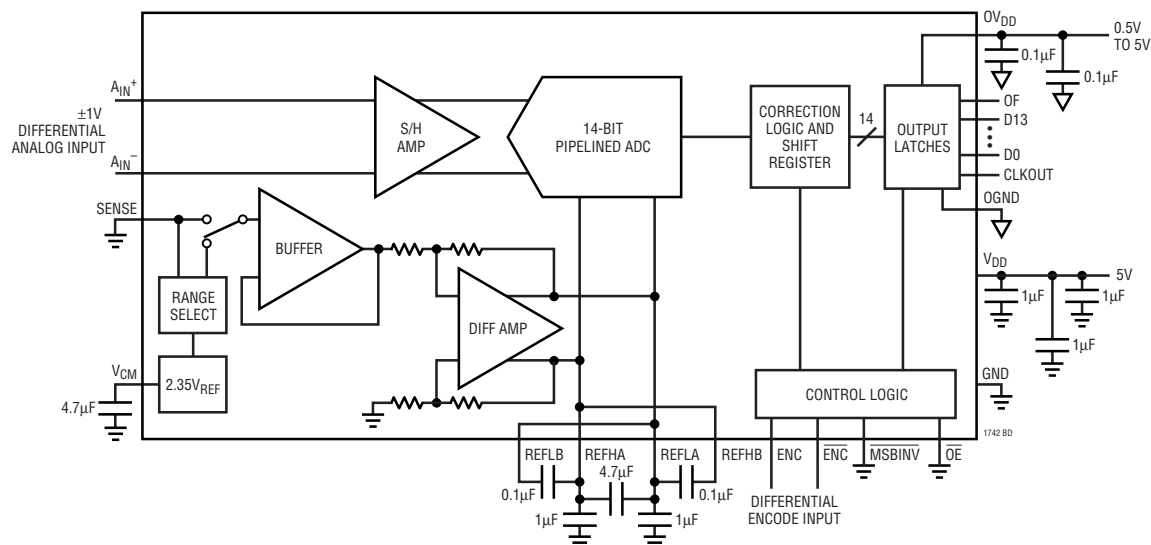 OVDD
0.5V
TO 5V
0.1µF
0.1µF
AIN+
±1V
DIFFERENTIAL
ANALOG INPUT
AIN–
S/H
AMP
14-BIT
PIPELINED ADC
CORRECTION
LOGIC AND
SHIFT
REGISTER
14
OUTPUT
LATCHES
OF
D13
D0
CLKOUT
OGND
SENSE
BUFFER
RANGE
SELECT
DIFF AMP
VDD
5V
1µF
1µF
1µF
VCM
2.35VREF
4.7µF
CONTROL LOGIC
GND
1742 BD
REFLB
REFHA
REFLA
REFHB
ENC
E̅N̅C̅
M̅S̅B̅I̅N̅V̅
O̅E̅
4.7µF
0.1µF
0.1µF
1µF
1µF
DIFFERENTIAL
ENCODE INPUT